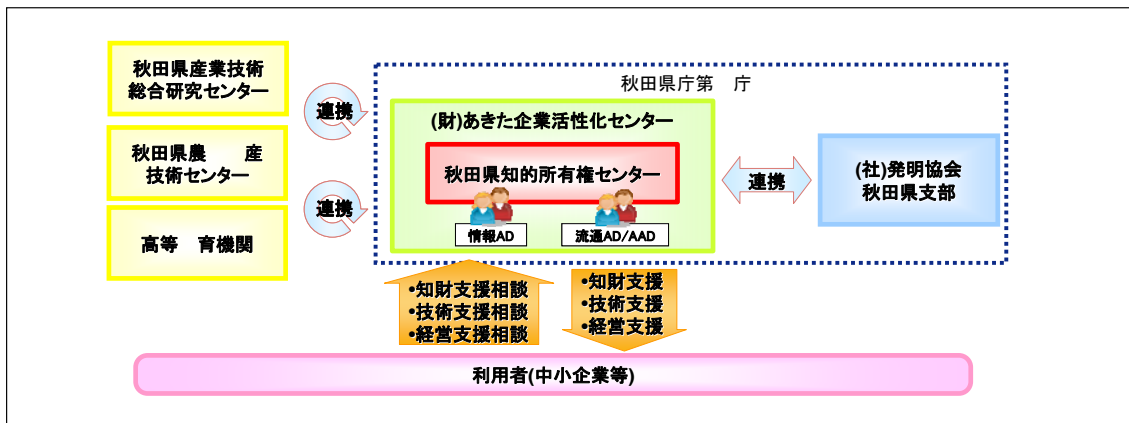 秋田県産業技術
総合研究センター
秋田県農 産
技術センター
高等 育機関
連携
連携
秋田県庁第 庁
(財)あきた企業活性化センター
秋田県知的所有権センター
情報AD
流通AD/AAD
連携
(社)発明協会
秋田県支部
•知財支援相談
•技術支援相談
•経営支援相談
•知財支援
•技術支援
•経営支援
利用者(中小企業等)